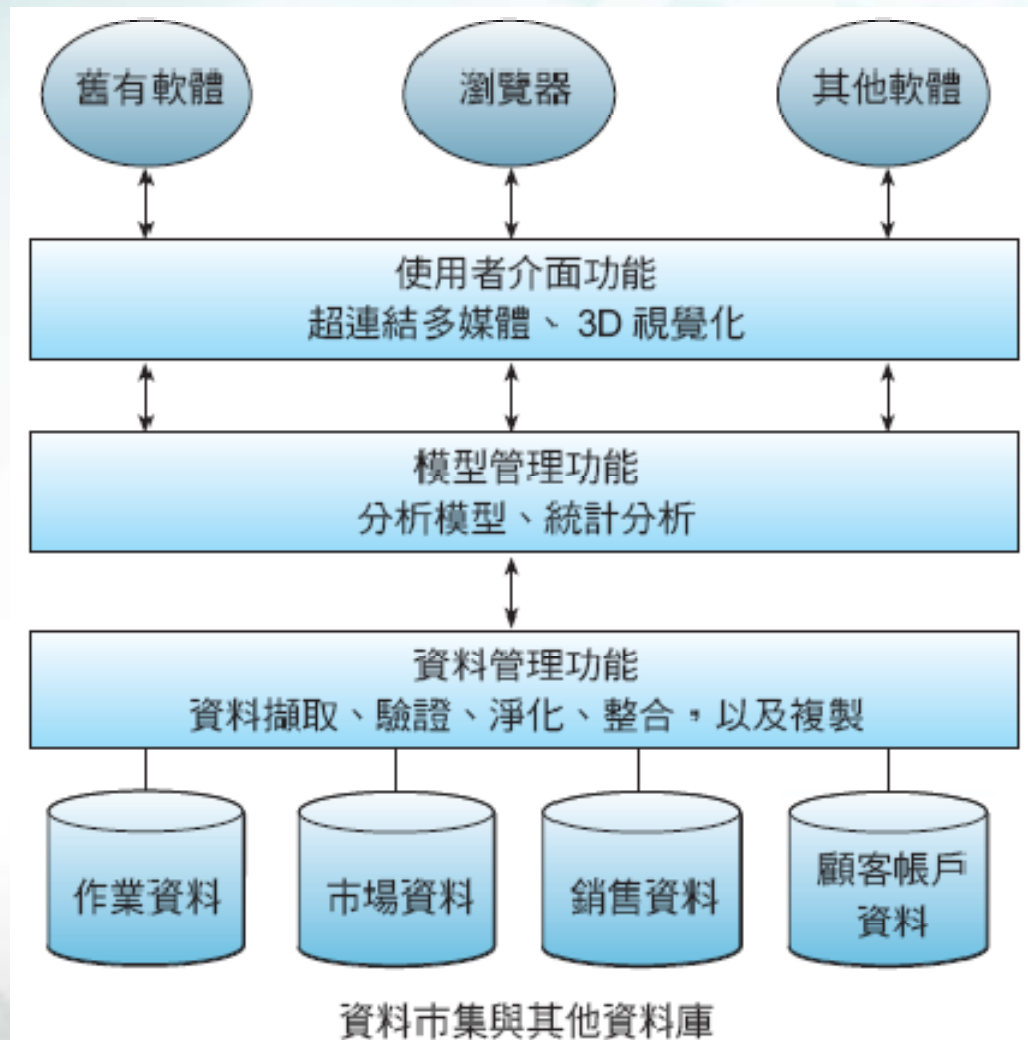 舊有軟體
瀏覽器
其他軟體
使用者介面功能
超連結多媒體、3D 視覺化
模型管理功能
分析模型、統計分析
資料管理功能
資料擷取、驗證、淨化、整合，以及複製
作業資料
市場資料
銷售資料
顧客帳戶
資料
資料市集與其他資料庫